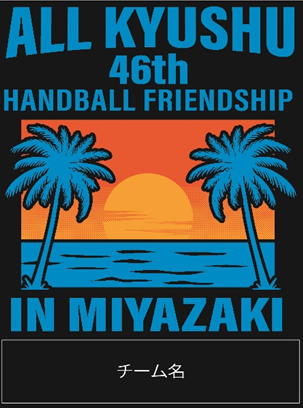 ALL KYUSHU
46th
HANDBALL FRIENDSHIP
IN MIYAZAKI
チーム名